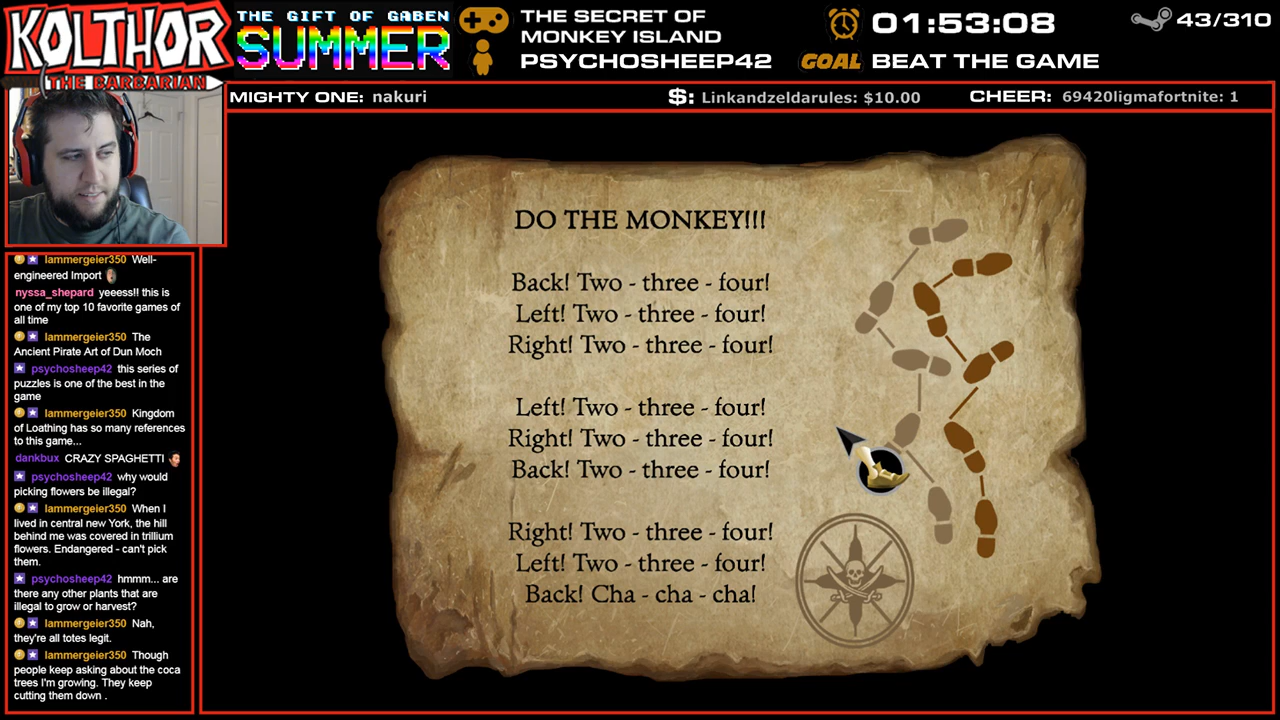 KOLTHOR
THE BARBARIAN
THE GIFT OF GABEN
SUMMER
THE SECRET OF
MONKEY ISLAND
PSYCHOSHEEP42
01:53:08
GOAL BEAT THE GAME
43/310
MIGHTY ONE: nakuri
$: Linkandzeldarules: $10.00
CHEER: 69420ligmafortnite: 1
lammergeier350 Well-
engineered Import
nyssa_shepard yeeess!! this is
one of my top 10 favorite games of
all time
lammergeier350 The
Ancient Pirate Art of Dun Moch
psychosheep42 this series of
puzzles is one of the best in the
game
lammergeier350 Kingdom
of Loathing has so many references
to this game...
dankbux CRAZY SPAGHETTI
psychosheep42 why would
picking flowers be illegal?
lammergeier350 When I
lived in central new York, the hill
behind me was covered in trillium
flowers. Endangered - can't pick
them.
psychosheep42 hmmm... are
there any other plants that are
illegal to grow or harvest?
lammergeier350 Nah,
they're all totes legit.
lammergeier350 Though
people keep asking about the coca
trees I'm growing. They keep
cutting them down .
DO THE MONKEY!!!
Back! Two - three - four!
Left! Two - three - four!
Right! Two - three - four!
Left! Two - three - four!
Right! Two - three - four!
Back! Two - three - four!
Right! Two - three - four!
Left! Two - three - four!
Back! Cha - cha - cha!